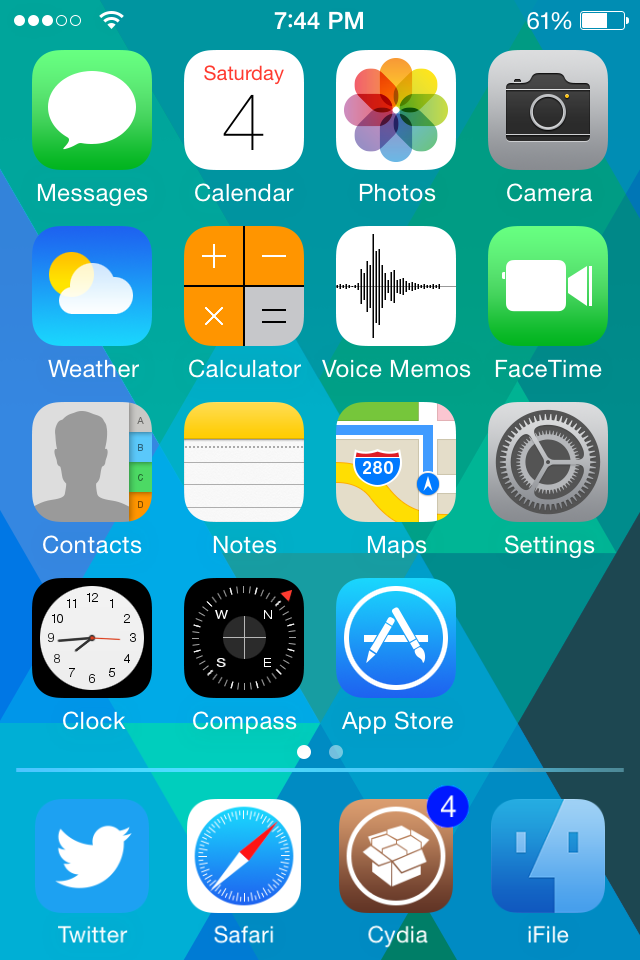 7:44 PM 61%
Saturday
4
Messages Calendar Photos Camera
Weather Calculator Voice Memos FaceTime
A
B
C
D
280
Contacts Notes Maps Settings
12
11 1
10 2
9 3
8 4
7 5
6
W N
S E
Clock Compass App Store
4
Twitter Safari Cydia iFile